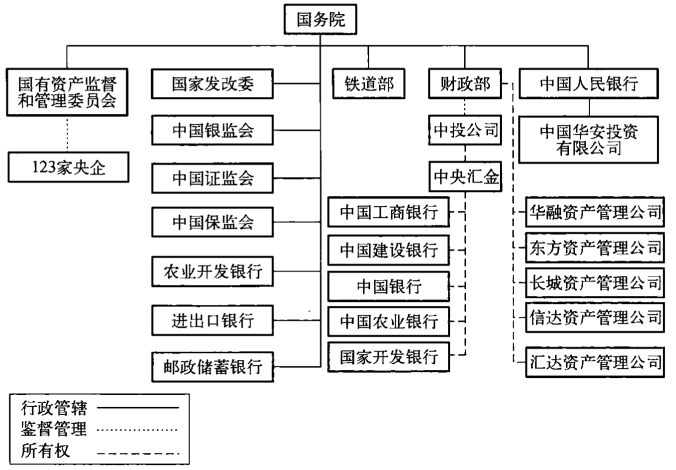 国务院
国有资产监督
和管理委员会
国家发改委
铁道部
财政部
中国人民银行
中国银监会
中投公司
中国华安投资
有限公司
123家央企
中国证监会
中央汇金
中国保监会
中国工商银行
华融资产管理公司
中国建设银行
东方资产管理公司
农业开发银行
中国银行
长城资产管理公司
进出口银行
中国农业银行
信达资产管理公司
邮政储蓄银行
国家开发银行
汇达资产管理公司
行政管辖
监督管理
所有权